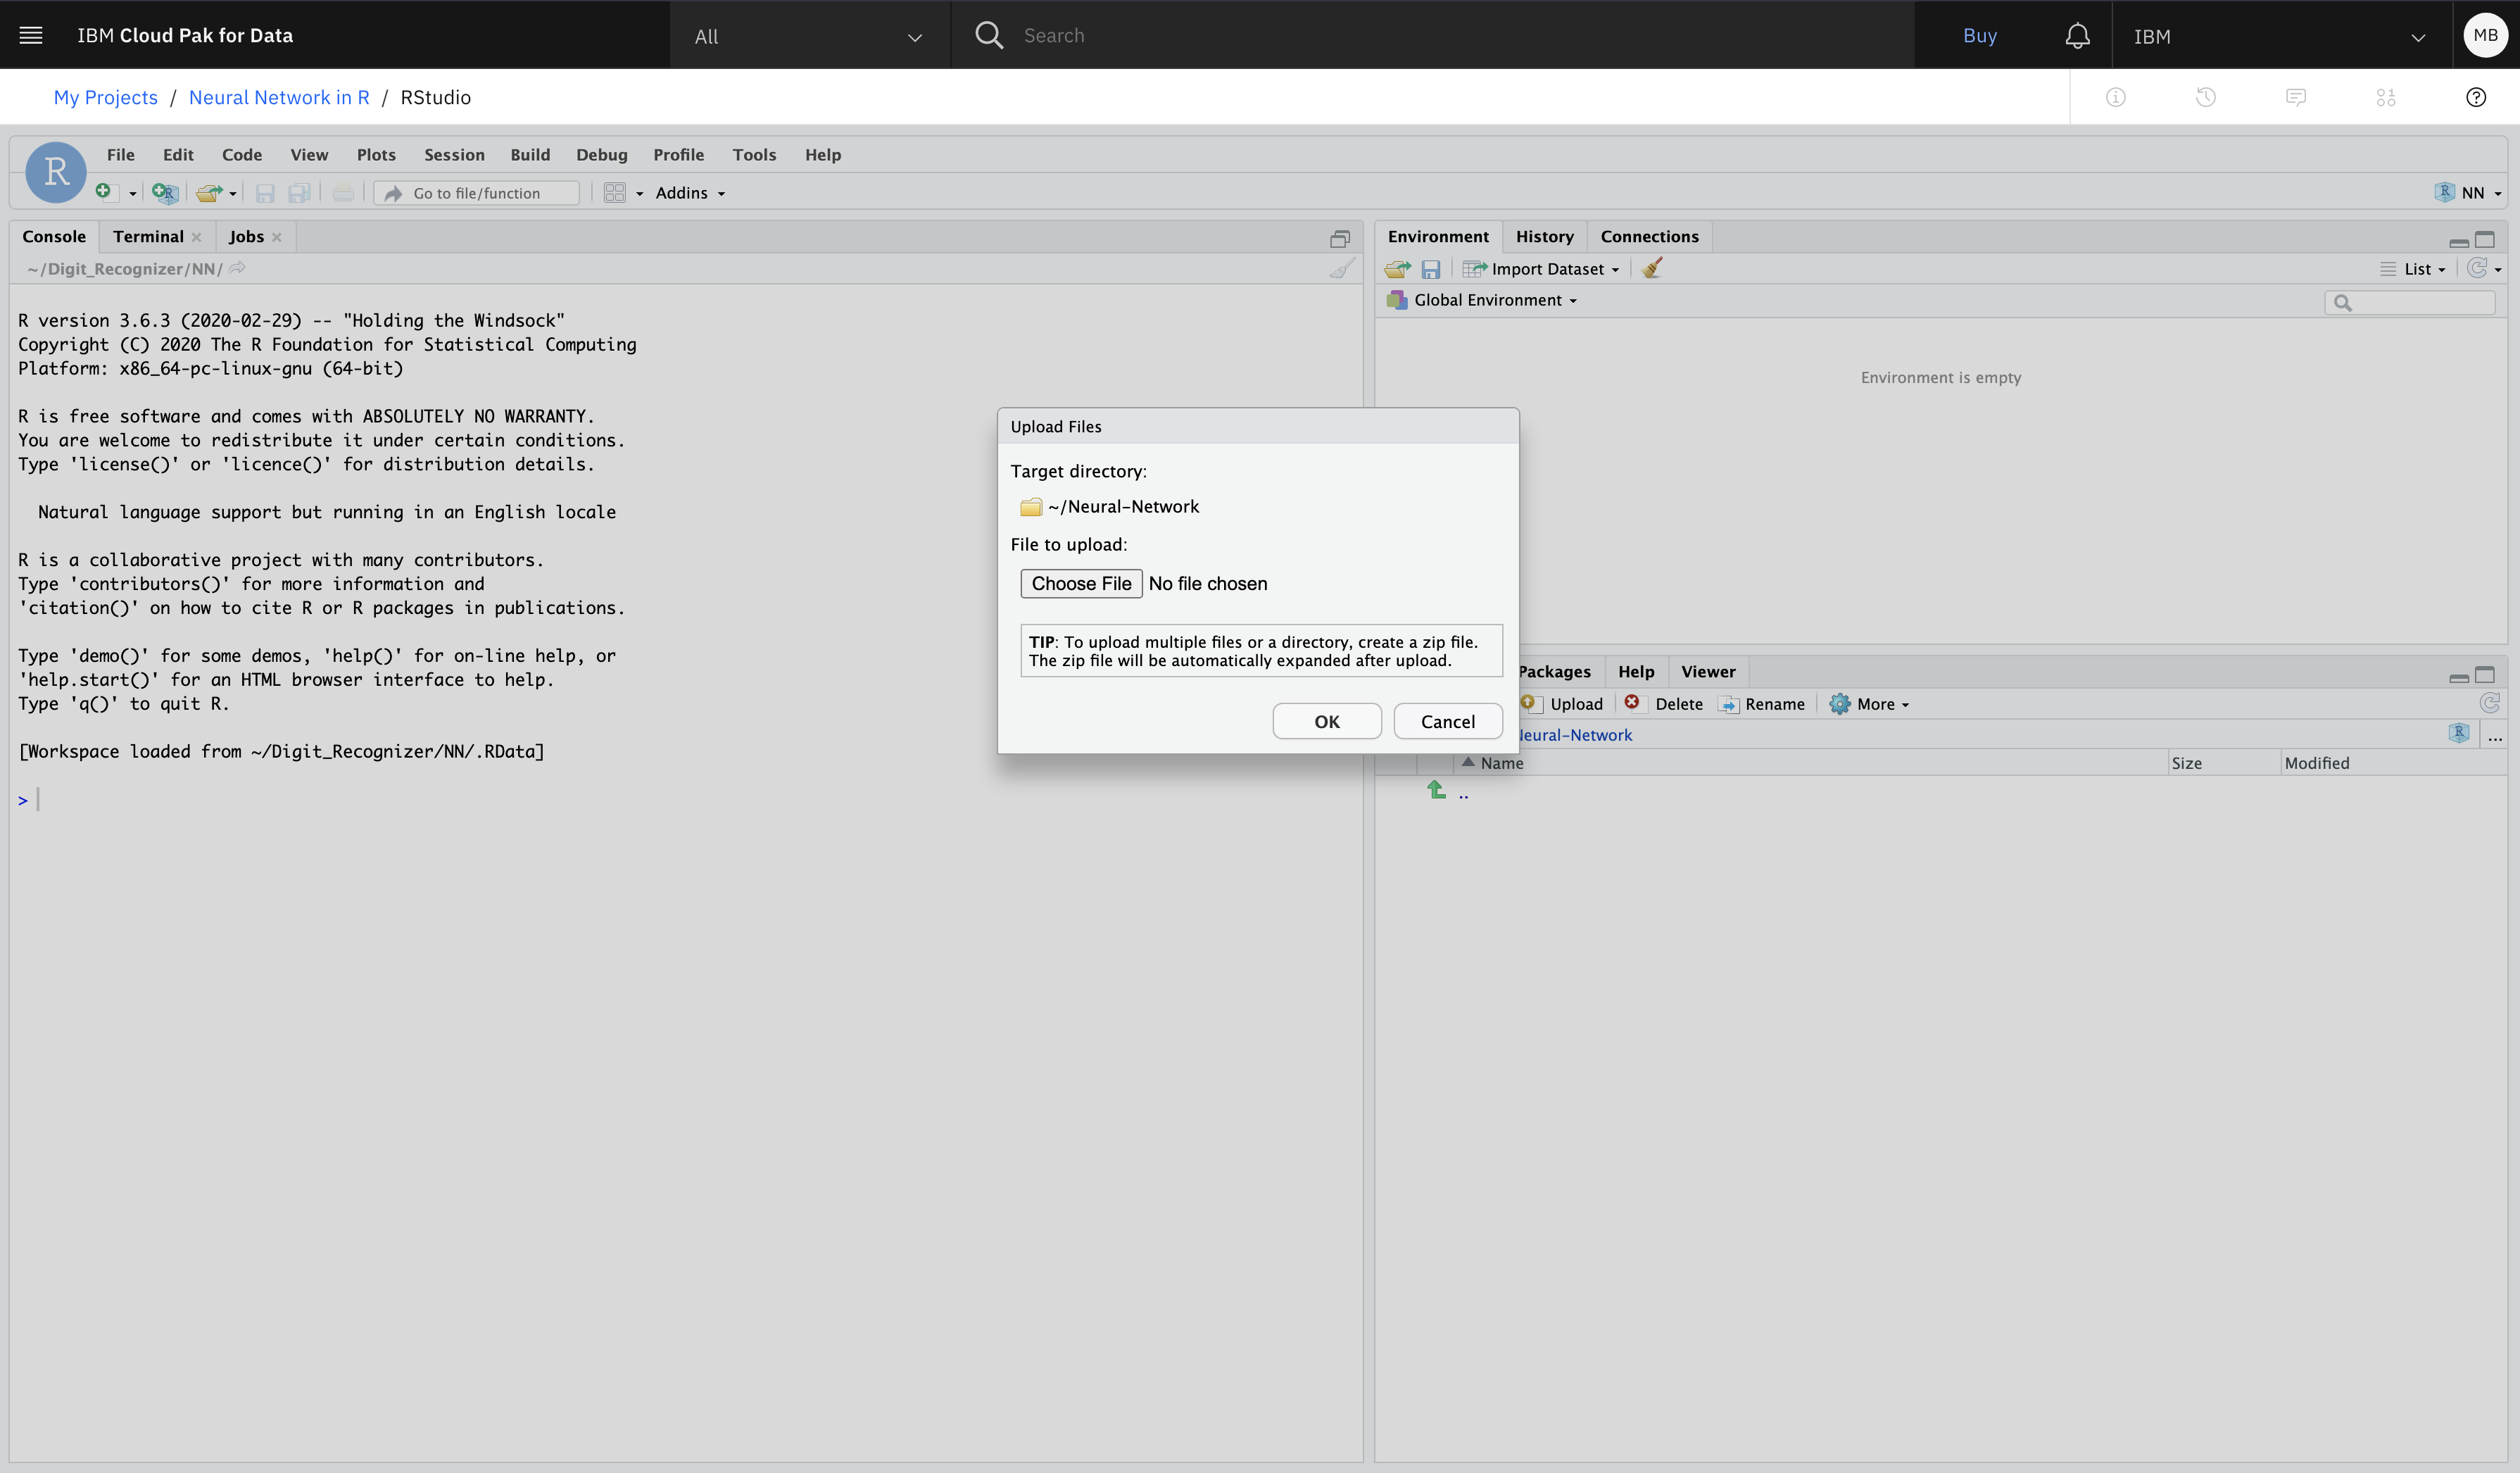 IBM Cloud Pak for Data
All
Search
Buy
IBM
MB
My Projects / Neural Network in R / RStudio
R
File Edit Code View Plots Session Build Debug Profile Tools Help
Go to file/function
Addins
NN
Console Terminal Jobs
~/Digit_Recognizer/NN/
R version 3.6.3 (2020-02-29) -- "Holding the Windsock"
Copyright (C) 2020 The R Foundation for Statistical Computing
Platform: x86_64-pc-linux-gnu (64-bit)
R is free software and comes with ABSOLUTELY NO WARRANTY.
You are welcome to redistribute it under certain conditions.
Type 'license()' or 'licence()' for distribution details.
Natural language support but running in an English locale
R is a collaborative project with many contributors.
Type 'contributors()' for more information and
'citation()' on how to cite R or R packages in publications.
Type 'demo()' for some demos, 'help()' for on-line help, or
'help.start()' for an HTML browser interface to help.
Type 'q()' to quit R.
[Workspace loaded from ~/Digit_Recognizer/NN/.RData]
>
Upload Files
Target directory:
~/Neural-Network
File to upload:
Choose File No file chosen
TIP: To upload multiple files or a directory, create a zip file.
The zip file will be automatically expanded after upload.
OK Cancel
Environment History Connections
Import Dataset
List
Global Environment
Environment is empty
Packages Help Viewer
Upload Delete Rename More
Neural-Network
...
Name Size Modified
..